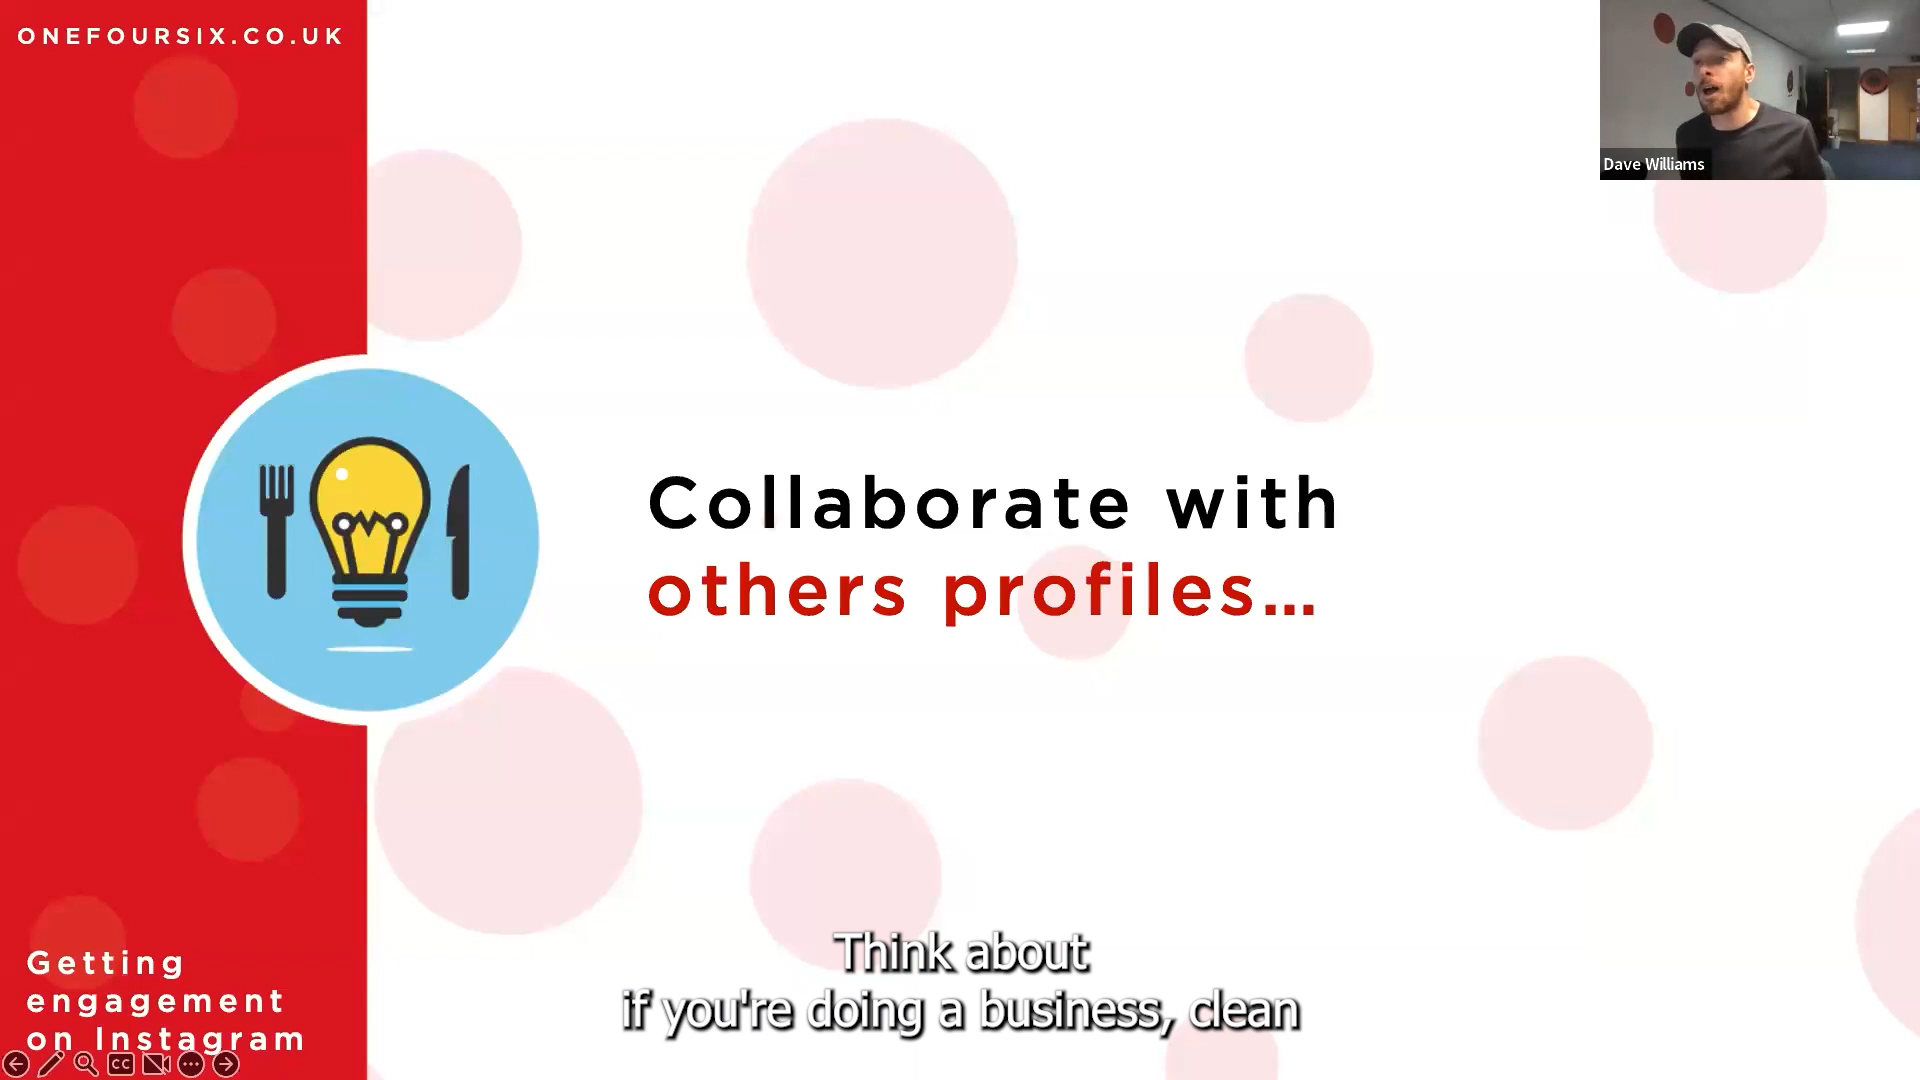 ONEFOURSIX.CO.UK
Dave Williams
Collaborate with
others profiles...
Think about
if you're doing a business, clean
Getting
engagement
on Instagram
CC